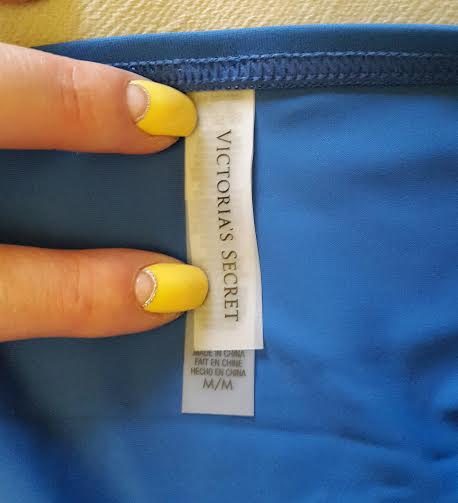 VICTORIA'S SECRET
MADE IN CHINA
FAIT EN CHINE
HECHO EN CHINA
M/M